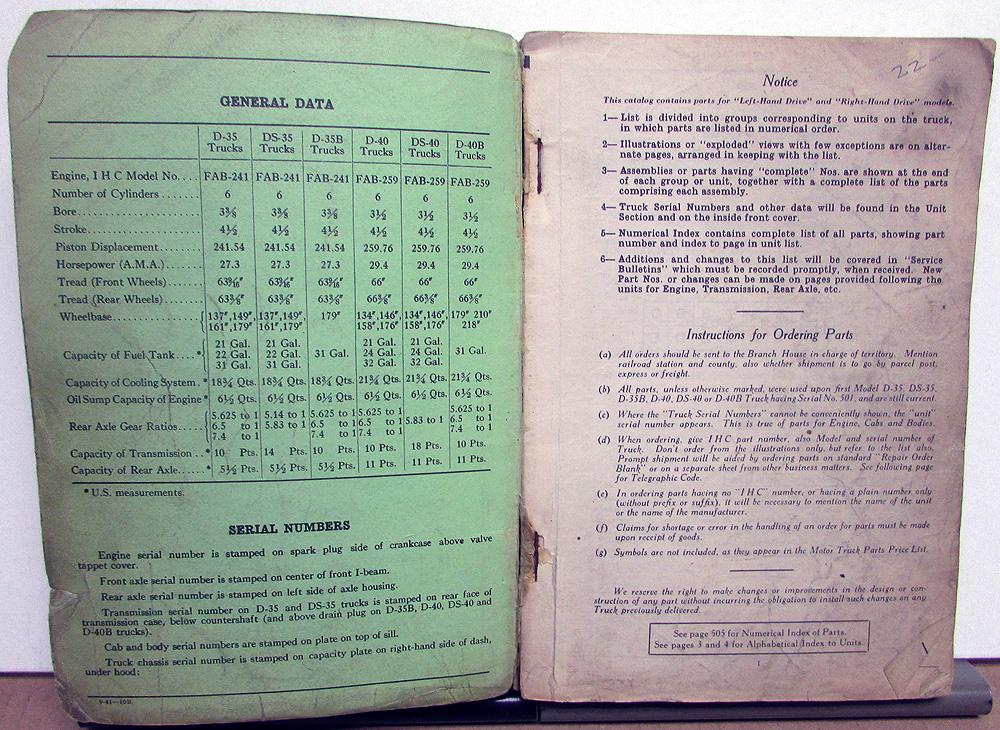 GENERAL DATA
D-35 Trucks DS-35 Trucks D-35B Trucks D-40 Trucks DS-40 Trucks D-40B Trucks
Engine, I H C Model No.... FAB-241 FAB-241 FAB-241 FAB-259 FAB-259 FAB-259
Number of Cylinders....... 6 6 6 6 6 6
Bore.......... 3⅜ 3⅜ 3⅜ 3½ 3½ 3½
Stroke.......... 4½ 4½ 4½ 4½ 4½ 4½
Piston Displacement........ 241.54 241.54 241.54 259.76 259.76 259.76
Horsepower (A.M.A.)....... 27.3 27.3 27.3 29.4 29.4 29.4
Tread (Front Wheels)....... 66" 66" 66"
Tread (Rear Wheels)....... 63⅜" 63⅜" 63⅜" 66⅜" 66⅜" 66⅜"
Wheelbase.......... 137",149", 137",149", 179" 134",146", 134",146", 179" 210"
161",179" 161",179" 158",176" 158",176" 218"
21 Gal. 21 Gal. 21 Gal. 21 Gal.
Capacity of Fuel Tank....* 22 Gal. 22 Gal. 31 Gal. 24 Gal. 24 Gal. 31 Gal.
31 Gal. 31 Gal. 32 Gal. 32 Gal.
Capacity of Cooling System.* 18¾ Qts. 18¾ Qts. 18¾ Qts. 21¾ Qts. 21¾ Qts. 21¾ Qts.
Oil Sump Capacity of Engine* 6½ Qts. 6½ Qts. 6½ Qts. 6½ Qts. 6½ Qts. 6½ Qts.
5.625 to 1 5.14 to 1 5.625 to 1 5.625 to 1 5.625 to 1
Rear Axle Gear Ratios..... 6.5 to 1 5.83 to 1 6.5 to 1 6.5 to 1 5.83 to 1 6.5 to 1
7.4 to 1 7.4 to 1 7.4 to 1 7.4 to 1
Capacity of Transmission..* 10 Pts. 14 Pts. 10 Pts. 10 Pts. 18 Pts. 10 Pts.
Capacity of Rear Axle.....* 5½ Pts. 5½ Pts. 5½ Pts. 11 Pts. 11 Pts. 11 Pts.
*U.S. measurements.
SERIAL NUMBERS
Engine serial number is stamped on spark plug side of crankcase above valve
tappet cover.
Front axle serial number is stamped on center of front I-beam.
Rear axle serial number is stamped on left side of axle housing.
Transmission serial number on D-35 and DS-35 trucks is stamped on rear face of
transmission case, below countershaft (and above drain plug on D-35B, D-40, DS-40 and
D-40B trucks).
Cab and body serial numbers are stamped on plate on top of sill.
Truck chassis serial number is stamped on capacity plate on right-hand side of dash,
under hood:
22-
Notice
This catalog contains parts for "Left-Hand Drive" and "Right-Hand Drive" models.
1—List is divided into groups corresponding to units on the truck,
in which parts are listed in numerical order.
2—Illustrations or "exploded" views with few exceptions are on alter-
nate pages, arranged in keeping with the list.
3—Assemblies or parts having "complete" Nos. are shown at the end
of each group or unit, together with a complete list of the parts
comprising each assembly.
4—Truck Serial Numbers and other data will be found in the Unit
Section and on the inside front cover.
5—Numerical Index contains complete list of all parts, showing part
number and index to page in unit list.
6—Additions and changes to this list will be covered in "Service
Bulletins" which must be recorded promptly, when received. New
Part Nos. or changes can be made on pages provided following the
units for Engine, Transmission, Rear Axle, etc.
Instructions for Ordering Parts
(a) All orders should be sent to the Branch House in charge of territory. Mention
railroad station and county, also whether shipment is to go by parcel post,
express or freight.
(b) All parts, unless otherwise marked, were used upon first Model D-35, DS-35,
D-35B, D-40, DS-40 or D-40B Truck having Serial No. 501, and are still current.
(c) Where the "Truck Serial Numbers" cannot be conveniently shown, the "unit"
serial number appears. This is true of parts for Engine, Cabs and Bodies.
(d) When ordering, give IHC part number, also Model and serial number of
Truck. Don't order from the illustrations only, but refer to the list also.
Prompt shipment will be aided by ordering parts on standard "Repair Order
Blank" or on a separate sheet from other business matters. See following page
for Telegraphic Code.
(e) In ordering parts having no "IHC" number, or having a plain number only
(without prefix or suffix), it will be necessary to mention the name of the unit
or the name of the manufacturer.
(f) Claims for shortage or error in the handling of an order for parts must be made
upon receipt of goods.
(g) Symbols are not included, as they appear in the Motor Truck Parts Price List.
We reserve the right to make changes or improvements in the design or con-
struction of any part without incurring the obligation to install such changes on any
Truck previously delivered.
See page 505 for Numerical Index of Parts.
See pages 3 and 4 for Alphabetical Index to Units.
1